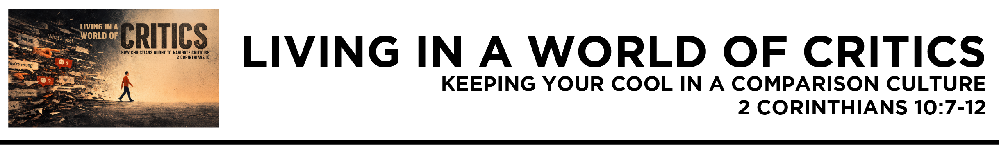 LIVING IN A
WORLD OF CRITICS
HOW CHRISTIANS OUGHT TO NAVIGATE CRITICISM
2 CORINTHIANS 10
FAILURE!
What a joke!
You're wrong!
?
?
Too serious
say?
LIVING IN A WORLD OF CRITICS
KEEPING YOUR COOL IN A COMPARISON CULTURE
2 CORINTHIANS 10:7-12